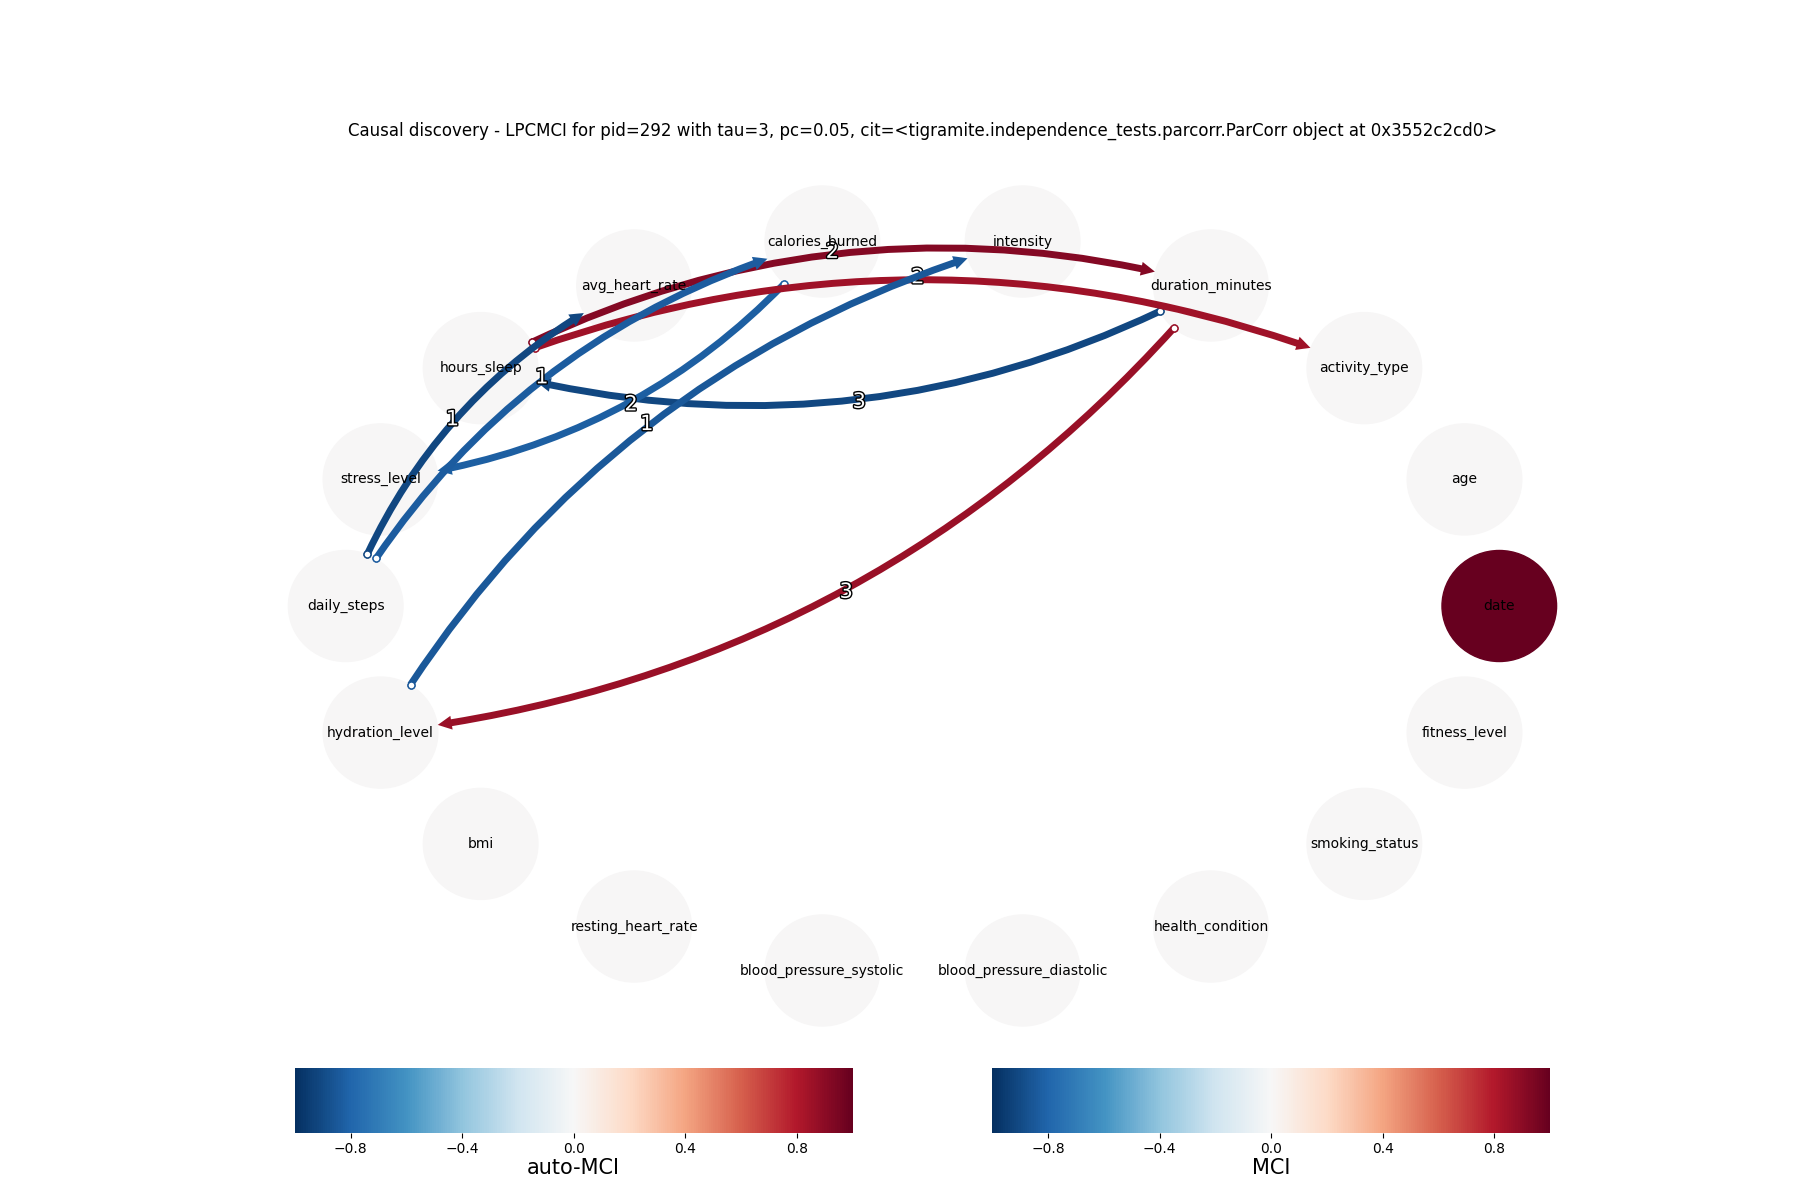 Causal discovery - LPCMCI for pid=292 with tau=3, pc=0.05, cit=<tigramite.independence_tests.parcorr.ParCorr object at 0x3552c2cd0>
calories_burned
intensity
2
avg_heart_rate
2
duration_minutes
hours_sleep
1
activity_type
1
2
3
1
stress_level
age
3
daily_steps
date
hydration_level
fitness_level
bmi
smoking_status
resting_heart_rate
health_condition
blood_pressure_systolic
blood_pressure_diastolic
−0.8 −0.4 0.0 0.4 0.8
auto-MCI
−0.8 −0.4 0.0 0.4 0.8
MCI